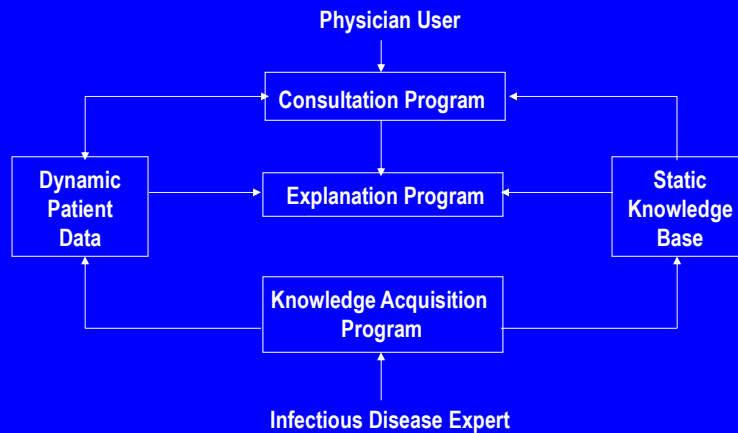 Physician User
Consultation Program
Dynamic
Patient
Data
Explanation Program
Static
Knowledge
Base
Knowledge Acquisition
Program
Infectious Disease Expert